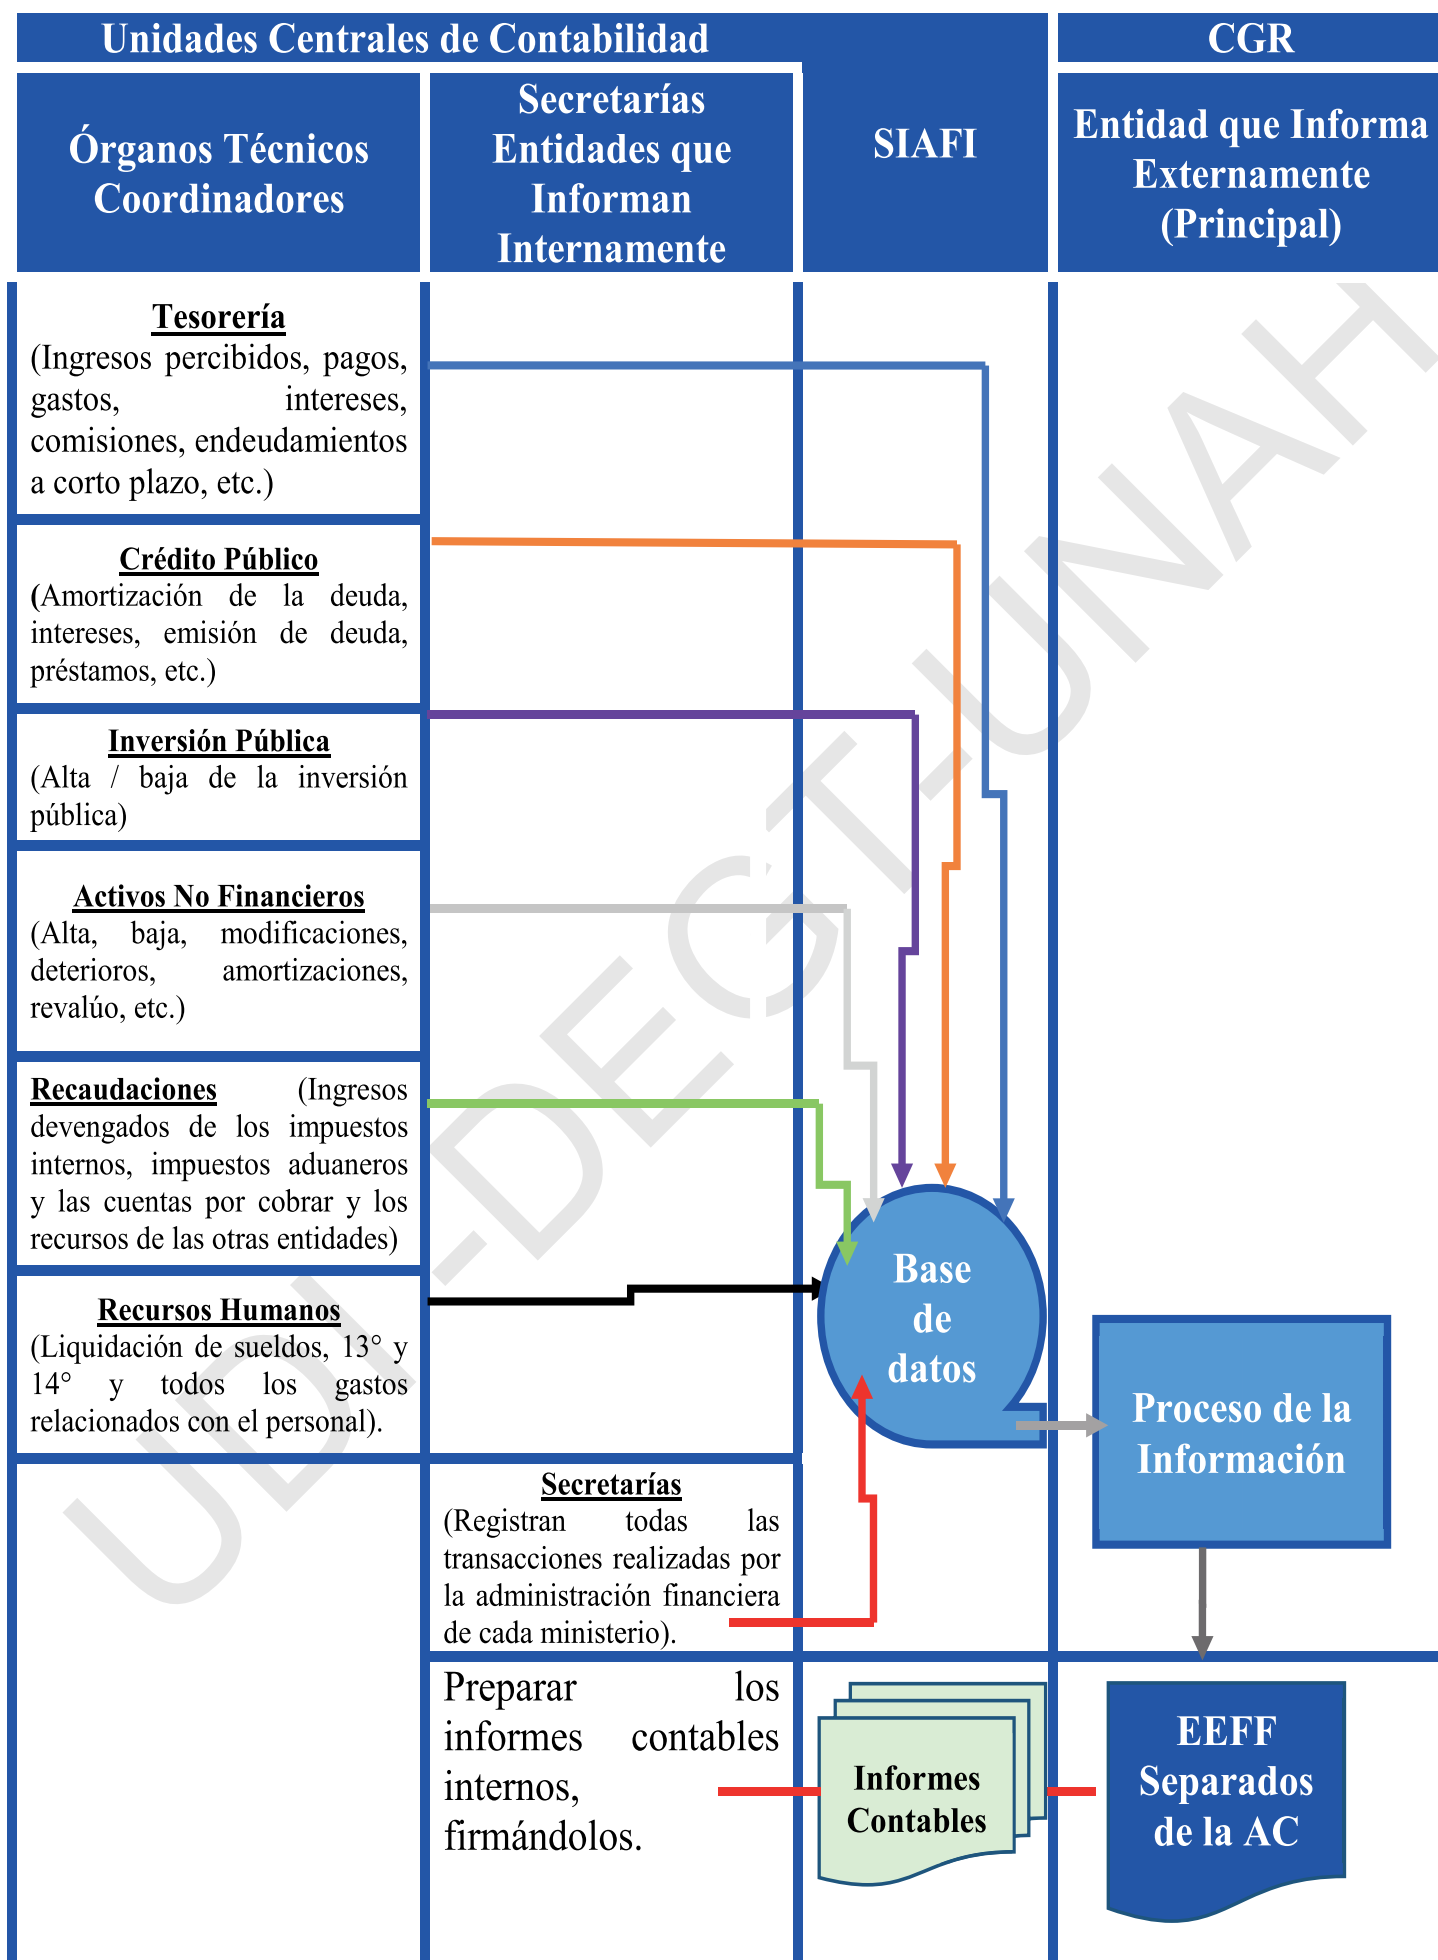 Unidades Centrales de Contabilidad
CGR
Órganos Técnicos
Coordinadores
Secretarías
Entidades que
Informan
Internamente
SIAFI
Entidad que Informa
Externamente
(Principal)
Tesorería
(Ingresos percibidos, pagos,
gastos, intereses,
comisiones, endeudamientos
a corto plazo, etc.)
Crédito Público
(Amortización de la deuda,
intereses, emisión de deuda,
préstamos, etc.)
Inversión Pública
(Alta / baja de la inversión
pública)
Activos No Financieros
(Alta, baja, modificaciones,
deterioros, amortizaciones,
revalúo, etc.)
Recaudaciones (Ingresos
devengados de los impuestos
internos, impuestos aduaneros
y las cuentas por cobrar y los
recursos de las otras entidades)
Recursos Humanos
(Liquidación de sueldos, 13° y
14° y todos los gastos
relacionados con el personal).
Base
de
datos
Proceso de la
Información
Secretarías
(Registran todas las
transacciones realizadas por
la administración financiera
de cada ministerio).
Preparar los
informes contables
internos,
firmándolos.
Informes
Contables
EEFF
Separados
de la AC
UDI-DEGT-UNAH